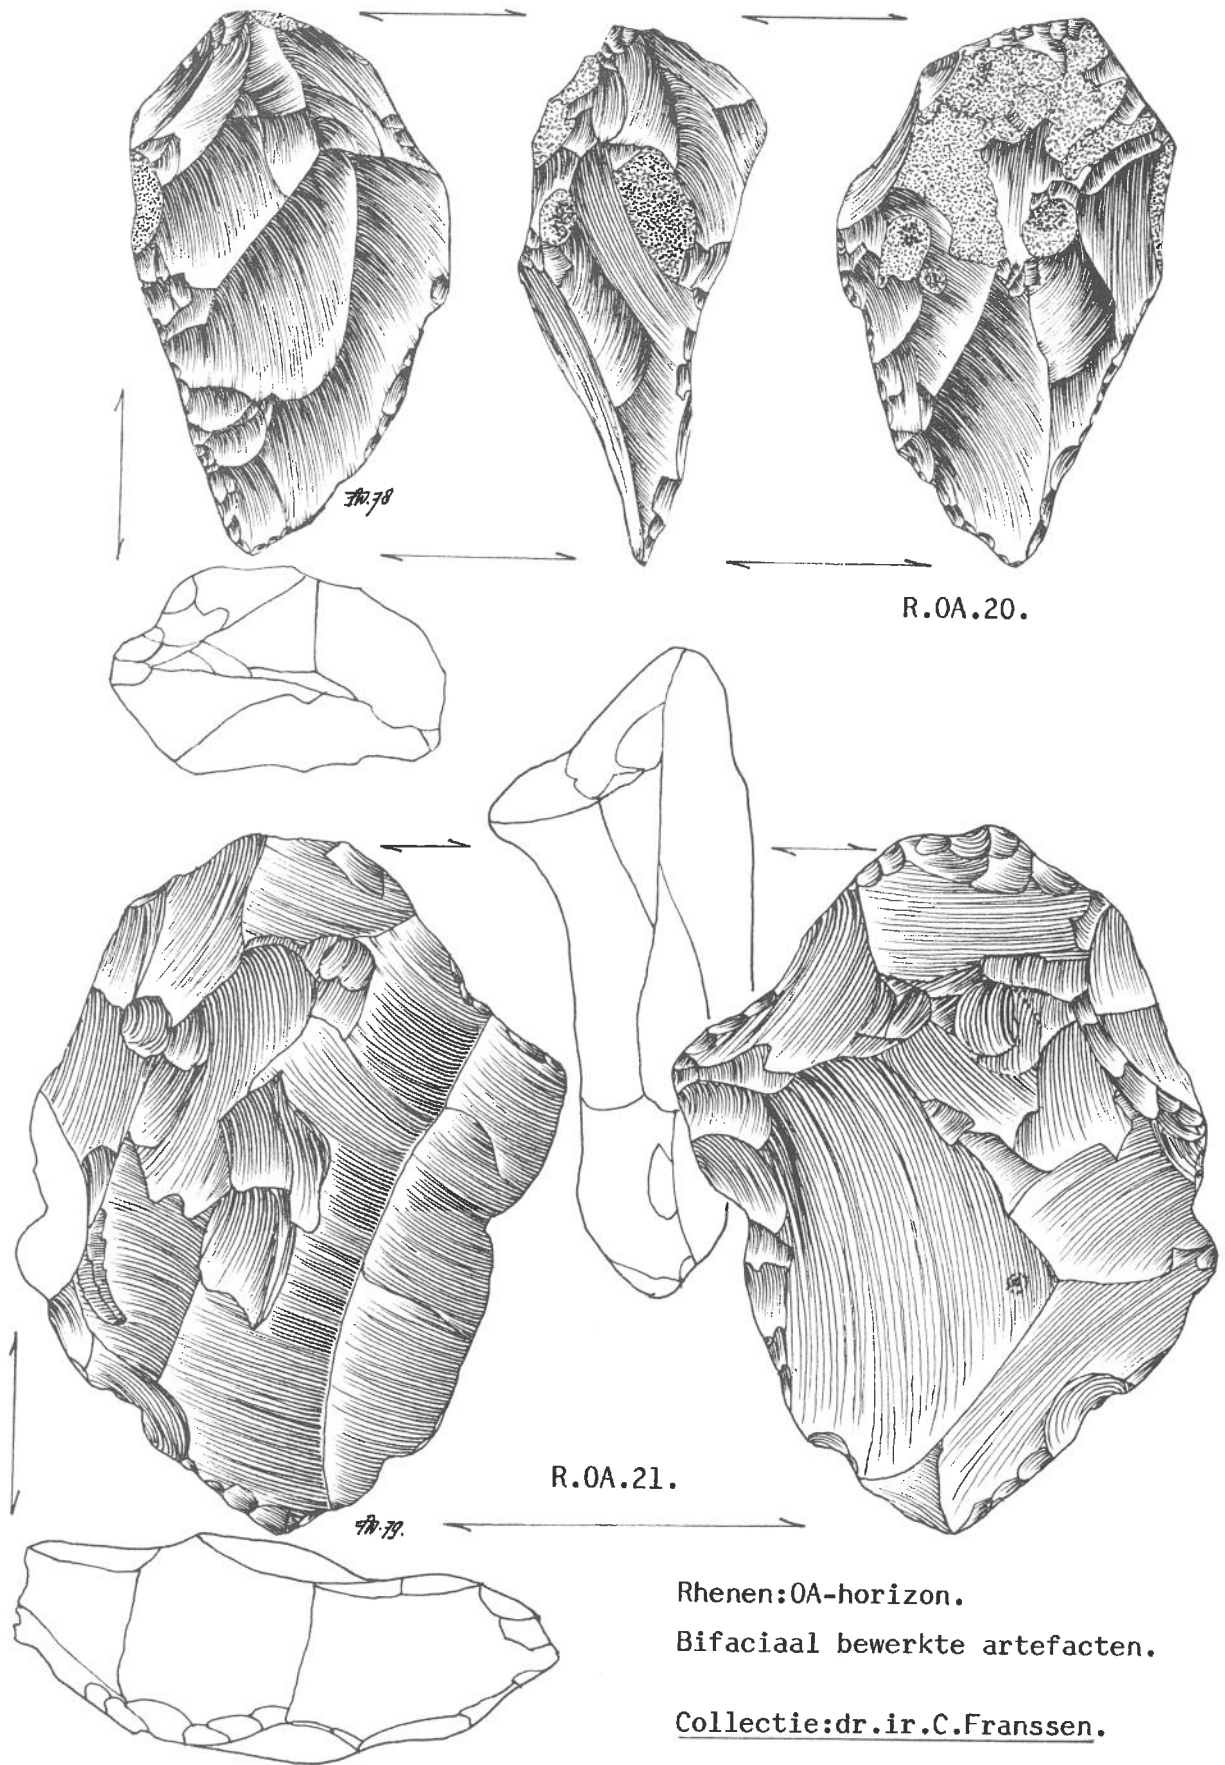 R.OA.20.
R.OA.21.
Rhenen:OA-horizon.
Bifaciaal bewerkte artefacten.
Collectie:dr.ir.C.Franssen.